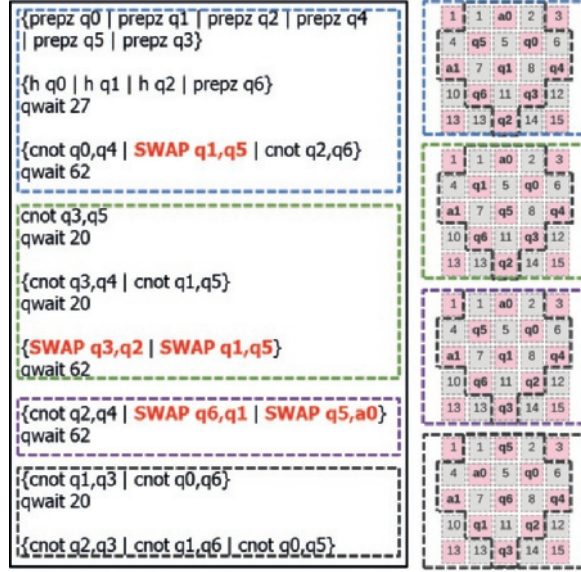 {prepz q0 | prepz q1 | prepz q2 | prepz q4
| prepz q5 | prepz q3}
{h q0 | h q1 | h q2 | prepz q6}
qwait 27
{cnot q0,q4 | SWAP q1,q5 | cnot q2,q6}
qwait 62
cnot q3,q5
qwait 20
{cnot q3,q4 | cnot q1,q5}
qwait 20
{SWAP q3,q2 | SWAP q1,q5}
qwait 62
{cnot q2,q4 | SWAP q6,q1 | SWAP q5,a0}
qwait 62
{cnot q1,q3 | cnot q0,q6}
qwait 20
{cnot q2,q3 | cnot q1,q6 | cnot q0,q5}
1 1 a0 2 3
4 q5 5 q0 6
a1 7 q1 8 q4
10 q6 11 q3 12
13 13 q2 14 15
1 1 a0 2 3
4 q1 5 q0 6
a1 7 q5 8 q4
10 q6 11 q3 12
13 13 q2 14 15
1 1 a0 2 3
4 q5 5 q0 6
a1 7 q1 8 q4
10 q6 11 q2 12
13 13 q3 14 15
1 1 q5 2 3
4 a0 5 q0 6
a1 7 q6 8 q4
10 q1 11 q2 12
13 13 q3 14 15